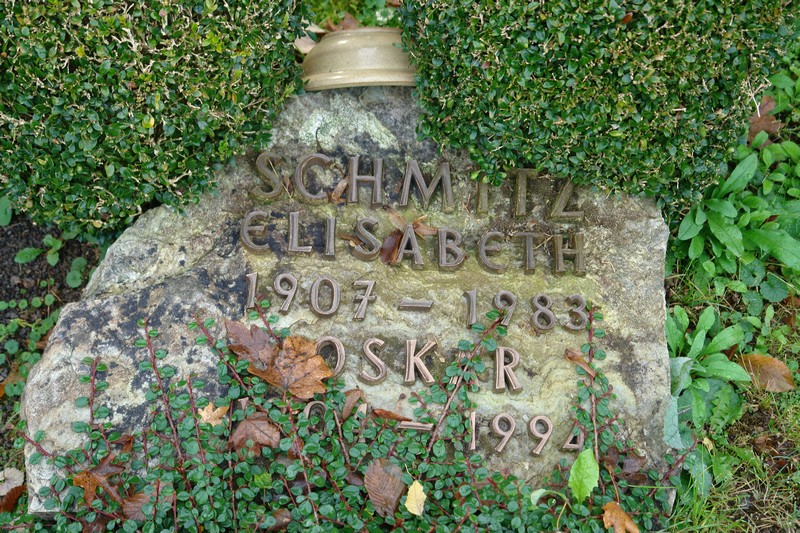 SCHMITZ
ELISABETH
1907 – 1983
OSKAR
– 1994